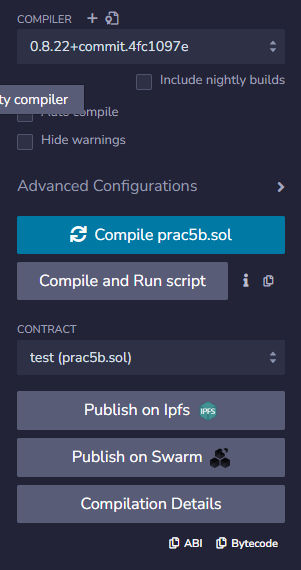 COMPILER
0.8.22+commit.4fc1097e
Include nightly builds
ty compiler
compile
Hide warnings
Advanced Configurations
Compile prac5b.sol
Compile and Run script
CONTRACT
test (prac5b.sol)
Publish on Ipfs IPFS
Publish on Swarm
Compilation Details
ABI Bytecode